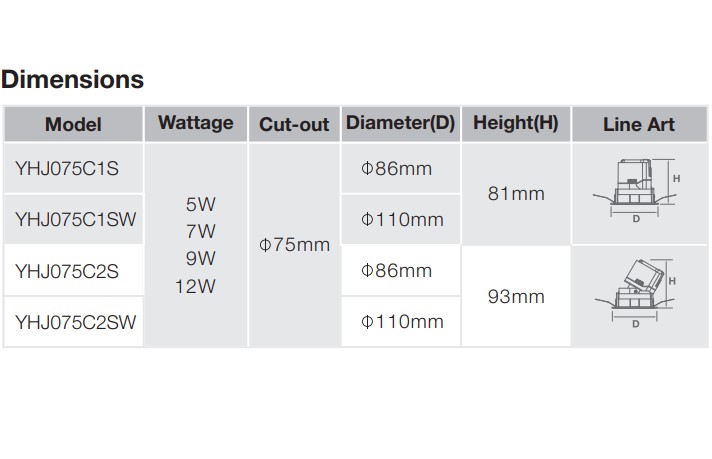 Dimensions
Model Wattage Cut-out Diameter(D) Height(H) Line Art
YHJ075C1S Φ86mm
81mm H
YHJ075C1SW 5W Φ110mm D
7W Φ75mm
9W
YHJ075C2S 12W Φ86mm
93mm H
YHJ075C2SW Φ110mm D